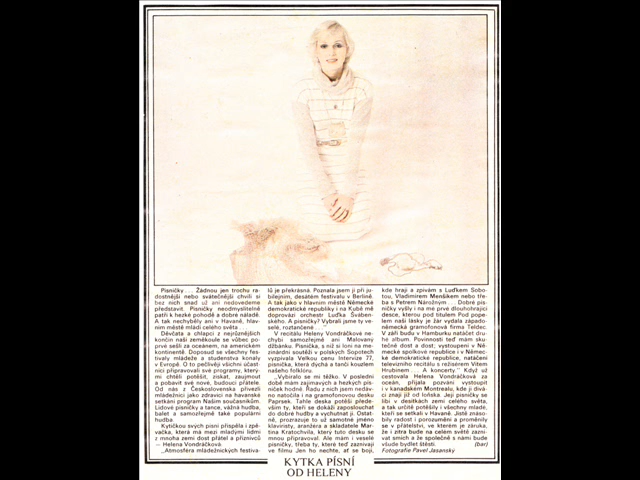 Písničky . . . Žádnou jen trochu ra-
dostnější nebo svátečnější chvíli si
bez nich snad už ani nedovedeme
představit. Písničky neodmyslitelně
patří k hezké pohodě a dobré náladě.
A tak nechyběly ani v Havaně, hlav-
ním městě mládí celého světa.
Děvčata a chlapci z nejrůznějších
končin naší zeměkoule se vůbec po-
prvé sešli za oceánem, na americkém
kontinentě. Doposud se všechny fes-
tivaly mládeže a studenstva konaly
v Evropě. O to pečlivěji všichni účast-
níci připravovali své programy, který-
mi chtěli potěšit, získat, zaujmout
a pobavit své nové, budoucí přátele.
Od nás z Československa přivezli
mládežníci jako zdravici na havanská
setkání program Našim současníkům.
Lidové písničky a tance, vážná hudba,
balet a samozřejmě také populární
hudba.
Kytičkou svých písní přispěla i zpě-
vačka, která má mezi mladými lidmi
z mnoha zemí dost přátel a příznivců
— Helena Vondráčková.
„Atmosféra mládežnických festiva-
lů je překrásná. Poznala jsem ji při ju-
bilejním, desátém festivalu v Berlíně.
A tak jako v hlavním městě Německé
demokratické republiky i na Kubě mě
doprovází orchestr Luďka Švábен-
ského. A písničky? Vybrali jsme ty ve-
selé, roztančené . . .“
V recitálu Heleny Vondráčkové ne-
chybí samozřejmě ani Malovaný
džbánku. Písnička, s níž si loni na me-
zinárodní soutěži v polských Sopotech
vyzpívala Velkou cenu Intervize 77,
písnička, která dýchá a tančí kouzlem
našeho folklóru.
„Vybíralo se mi těžko. V poslední
době mám zajímavých a hezkých pís-
niček hodně. Řadu z nich jsem nedáv-
no natočila i na gramofonovou desku
Paprsek. Tahle deska potěší přede-
vším ty, kteří se dokáží zaposlouchat
do dobré hudby a vychutnat ji. Ostat-
ně, prozrazuje to už samotné jméno
klavíristy, aranžéra a skladatele Mar-
tina Kratochvíla, který tuto desku se
mnou připravoval. Ale mám i veselé
písničky, třeba ty, které teď zaznívají
ve filmu Jen ho nechte, ať se bojí,
kde hraji a zpívám s Luďkem Sobo-
tou, Vladimírem Menšíkem nebo tře-
ba s Petrem Nárožným . . . Dobré pís-
ničky vyšly i na mé prvé dlouhohrající
desce, kterou pod titulem Pod pope-
lem naší lásky je žár vydala západo-
německá gramofonová firma Teldec.
V září budu v Hamburku natáčet dru-
hé album. Povinností teď mám sku-
tečně dost a dost; vystoupení v Ně-
mecké spolkové republice i v Němec-
ké demokratické republice, natáčení
televizního recitálu s režisérem Vítem
Hrubínem . . . A koncerty.“ Když už
cestovala Helena Vondráčková za
oceán, přijala pozvání vystoupit
i v kanadském Montrealu, kde ji divá-
ci znají již od loňska. Její písničky se
líbí v desítkách zemí celého světa,
a tak určitě potěšily i všechny mladé,
kteří se setkali v Havaně. Jistě znáso-
bily radost i porozumění a proměnily
se v přátelství, ve kterém je záruka,
že i zítra bude na celém světě zazní-
vat smích a že společně s námi bude
všude bydlet štěstí. (bar)
Fotografie Pavel Jasanský
KYTKA PÍSNÍ
OD HELENY